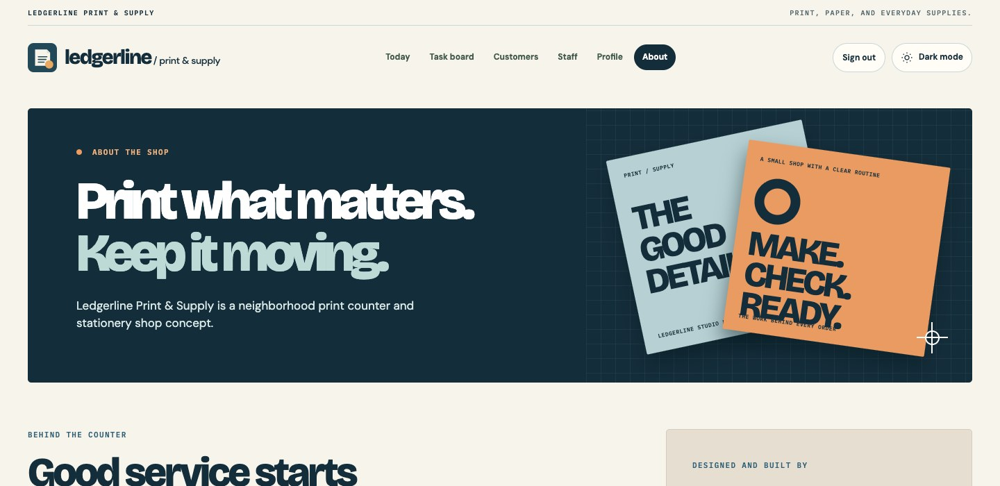 LEDGERLINE PRINT & SUPPLY
PRINT, PAPER, AND EVERYDAY SUPPLIES.
ledgerline / print & supply
Today
Task board
Customers
Staff
Profile
About
Sign out
Dark mode
ABOUT THE SHOP
Print what matters.
Keep it moving.
Ledgerline Print & Supply is a neighborhood print counter and
stationery shop concept.
PRINT / SUPPLY
THE
GOOD
LEDGERLINE STUDIO
A SMALL SHOP WITH A CLEAR ROUTINE
MAKE.
CHECK.
READY.
THE WORK BEHIND EVERY ORDER
BEHIND THE COUNTER
Good service starts
DESIGNED AND BUILT BY